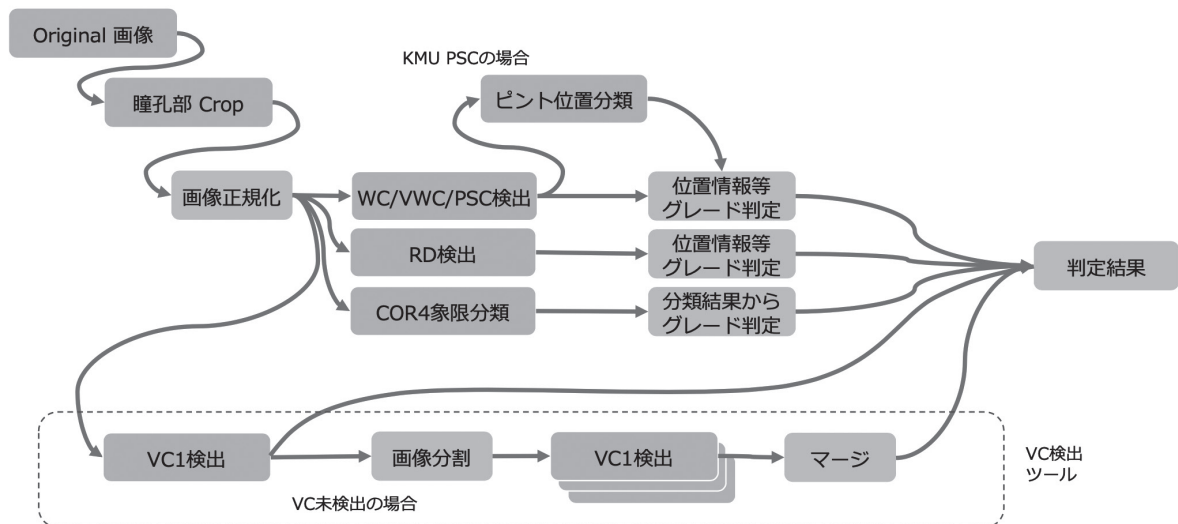 Original 画像
瞳孔部 Crop
KMU PSCの場合
ピント位置分類
画像正規化
WC/VWC/PSC検出
位置情報等
グレード判定
RD検出
位置情報等
グレード判定
判定結果
COR4象限分類
分類結果から
グレード判定
VC1検出
画像分割
VC1検出
マージ
VC検出
ツール
VC未検出の場合